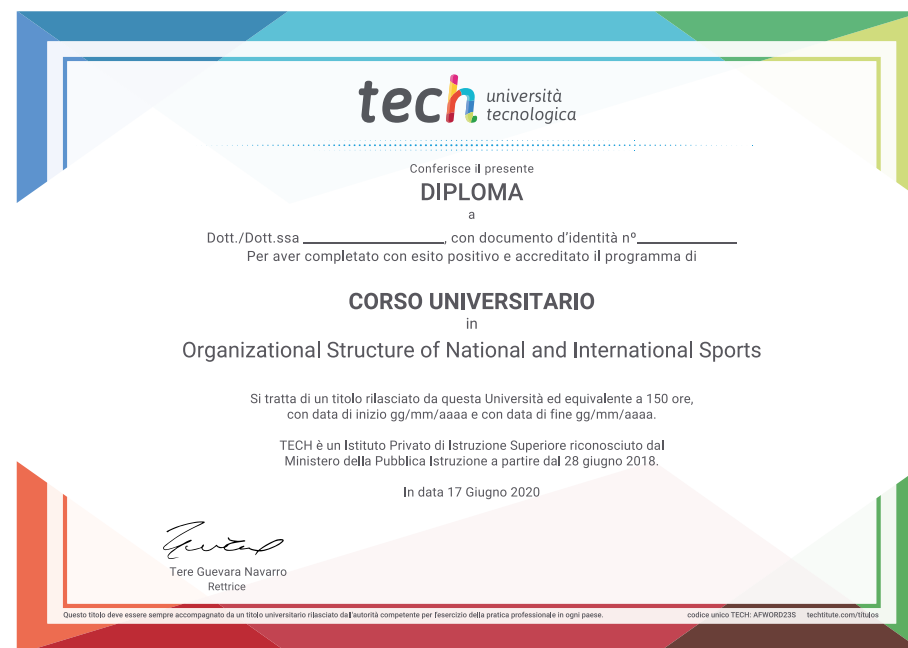 tech università
tecnologica
Conferisce il presente
DIPLOMA
a
Dott./Dott.ssa ____________________, con documento d'identità nº______________
Per aver completato con esito positivo e accreditato il programma di
CORSO UNIVERSITARIO
in
Organizational Structure of National and International Sports
Si tratta di un titolo rilasciato da questa Università ed equivalente a 150 ore,
con data di inizio gg/mm/aaaa e con data di fine gg/mm/aaaa.
TECH è un Istituto Privato di Istruzione Superiore riconosciuto dal
Ministero della Pubblica Istruzione a partire dal 28 giugno 2018.
In data 17 Giugno 2020
Tere Guevara Navarro
Rettrice
Questo titolo deve essere sempre accompagnato da un titolo universitario rilasciato dall'autorità competente per l'esercizio della pratica professionale in ogni paese. codice unico TECH: AFWORD23S techtitute.com/titulos